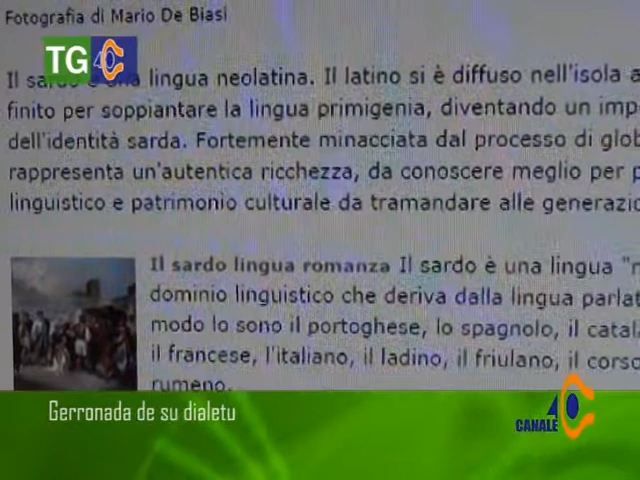 Fotografia di Mario De Biasi
TG 4C
Il sardo è una lingua neolatina. Il latino si è diffuso nell'isola a
finito per soppiantare la lingua primigenia, diventando un imp
dell'identità sarda. Fortemente minacciata dal processo di glob
rappresenta un'autentica ricchezza, da conoscere meglio per p
linguistico e patrimonio culturale da tramandare alle generazio
Il sardo lingua romanza Il sardo è una lingua "r
dominio linguistico che deriva dalla lingua parlat
modo lo sono il portoghese, lo spagnolo, il catal
il francese, l'italiano, il ladino, il friulano, il corso
rumeno.
Gerronada de su dialetu
4C
CANALE